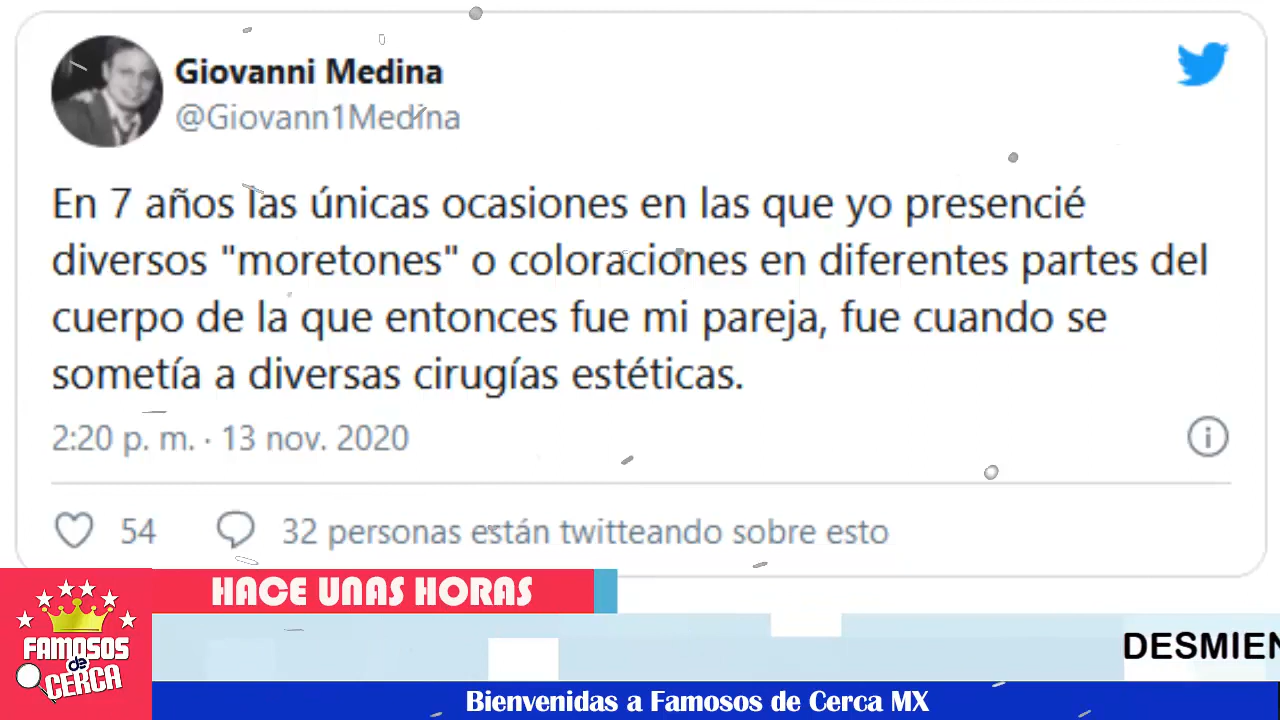 Giovanni Medina
@Giovann1Medina
En 7 años las únicas ocasiones en las que yo presencié
diversos "moretones" o coloraciones en diferentes partes del
cuerpo de la que entonces fue mi pareja, fue cuando se
sometía a diversas cirugías estéticas.
2:20 p. m. · 13 nov. 2020
54
32 personas están twitteando sobre esto
HACE UNAS HORAS
FAMOSOS
de
CERCA
DESMIEN
Bienvenidas a Famosos de Cerca MX